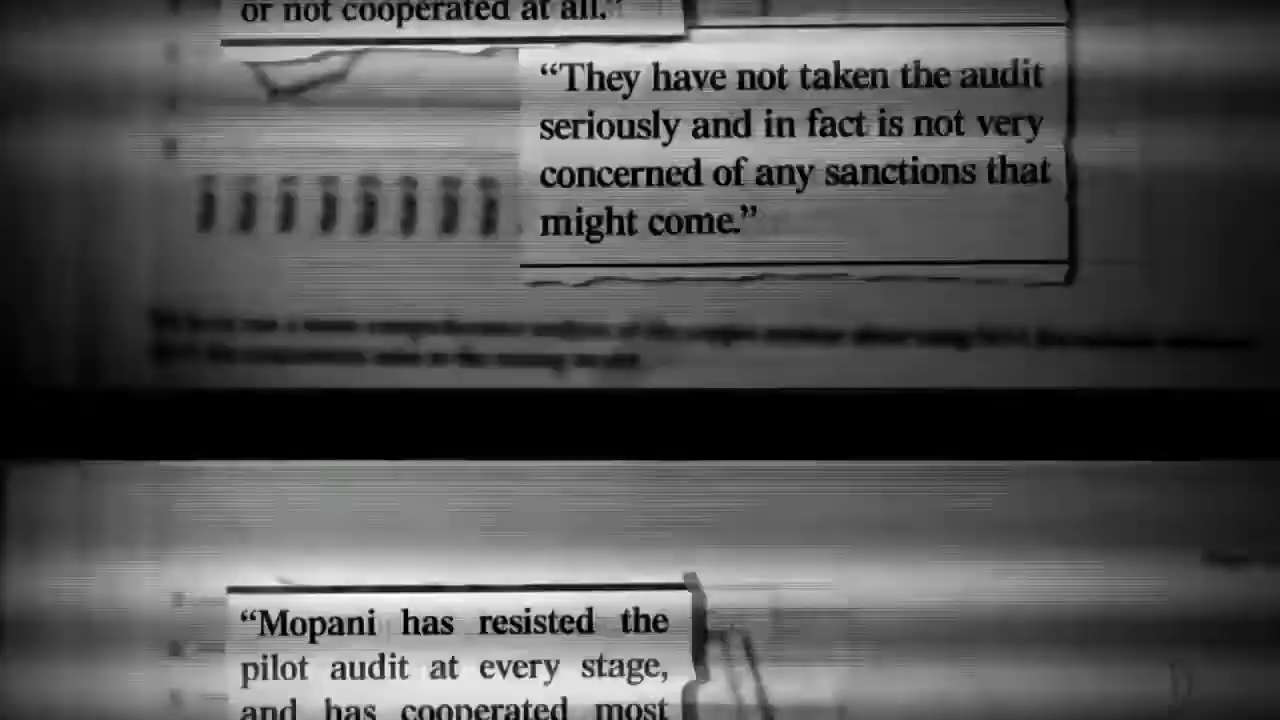 or not cooperated at all.”
“They have not taken the audit
seriously and in fact is not very
concerned of any sanctions that
might come.”
“Mopani has resisted the
pilot audit at every stage,
and has cooperated most